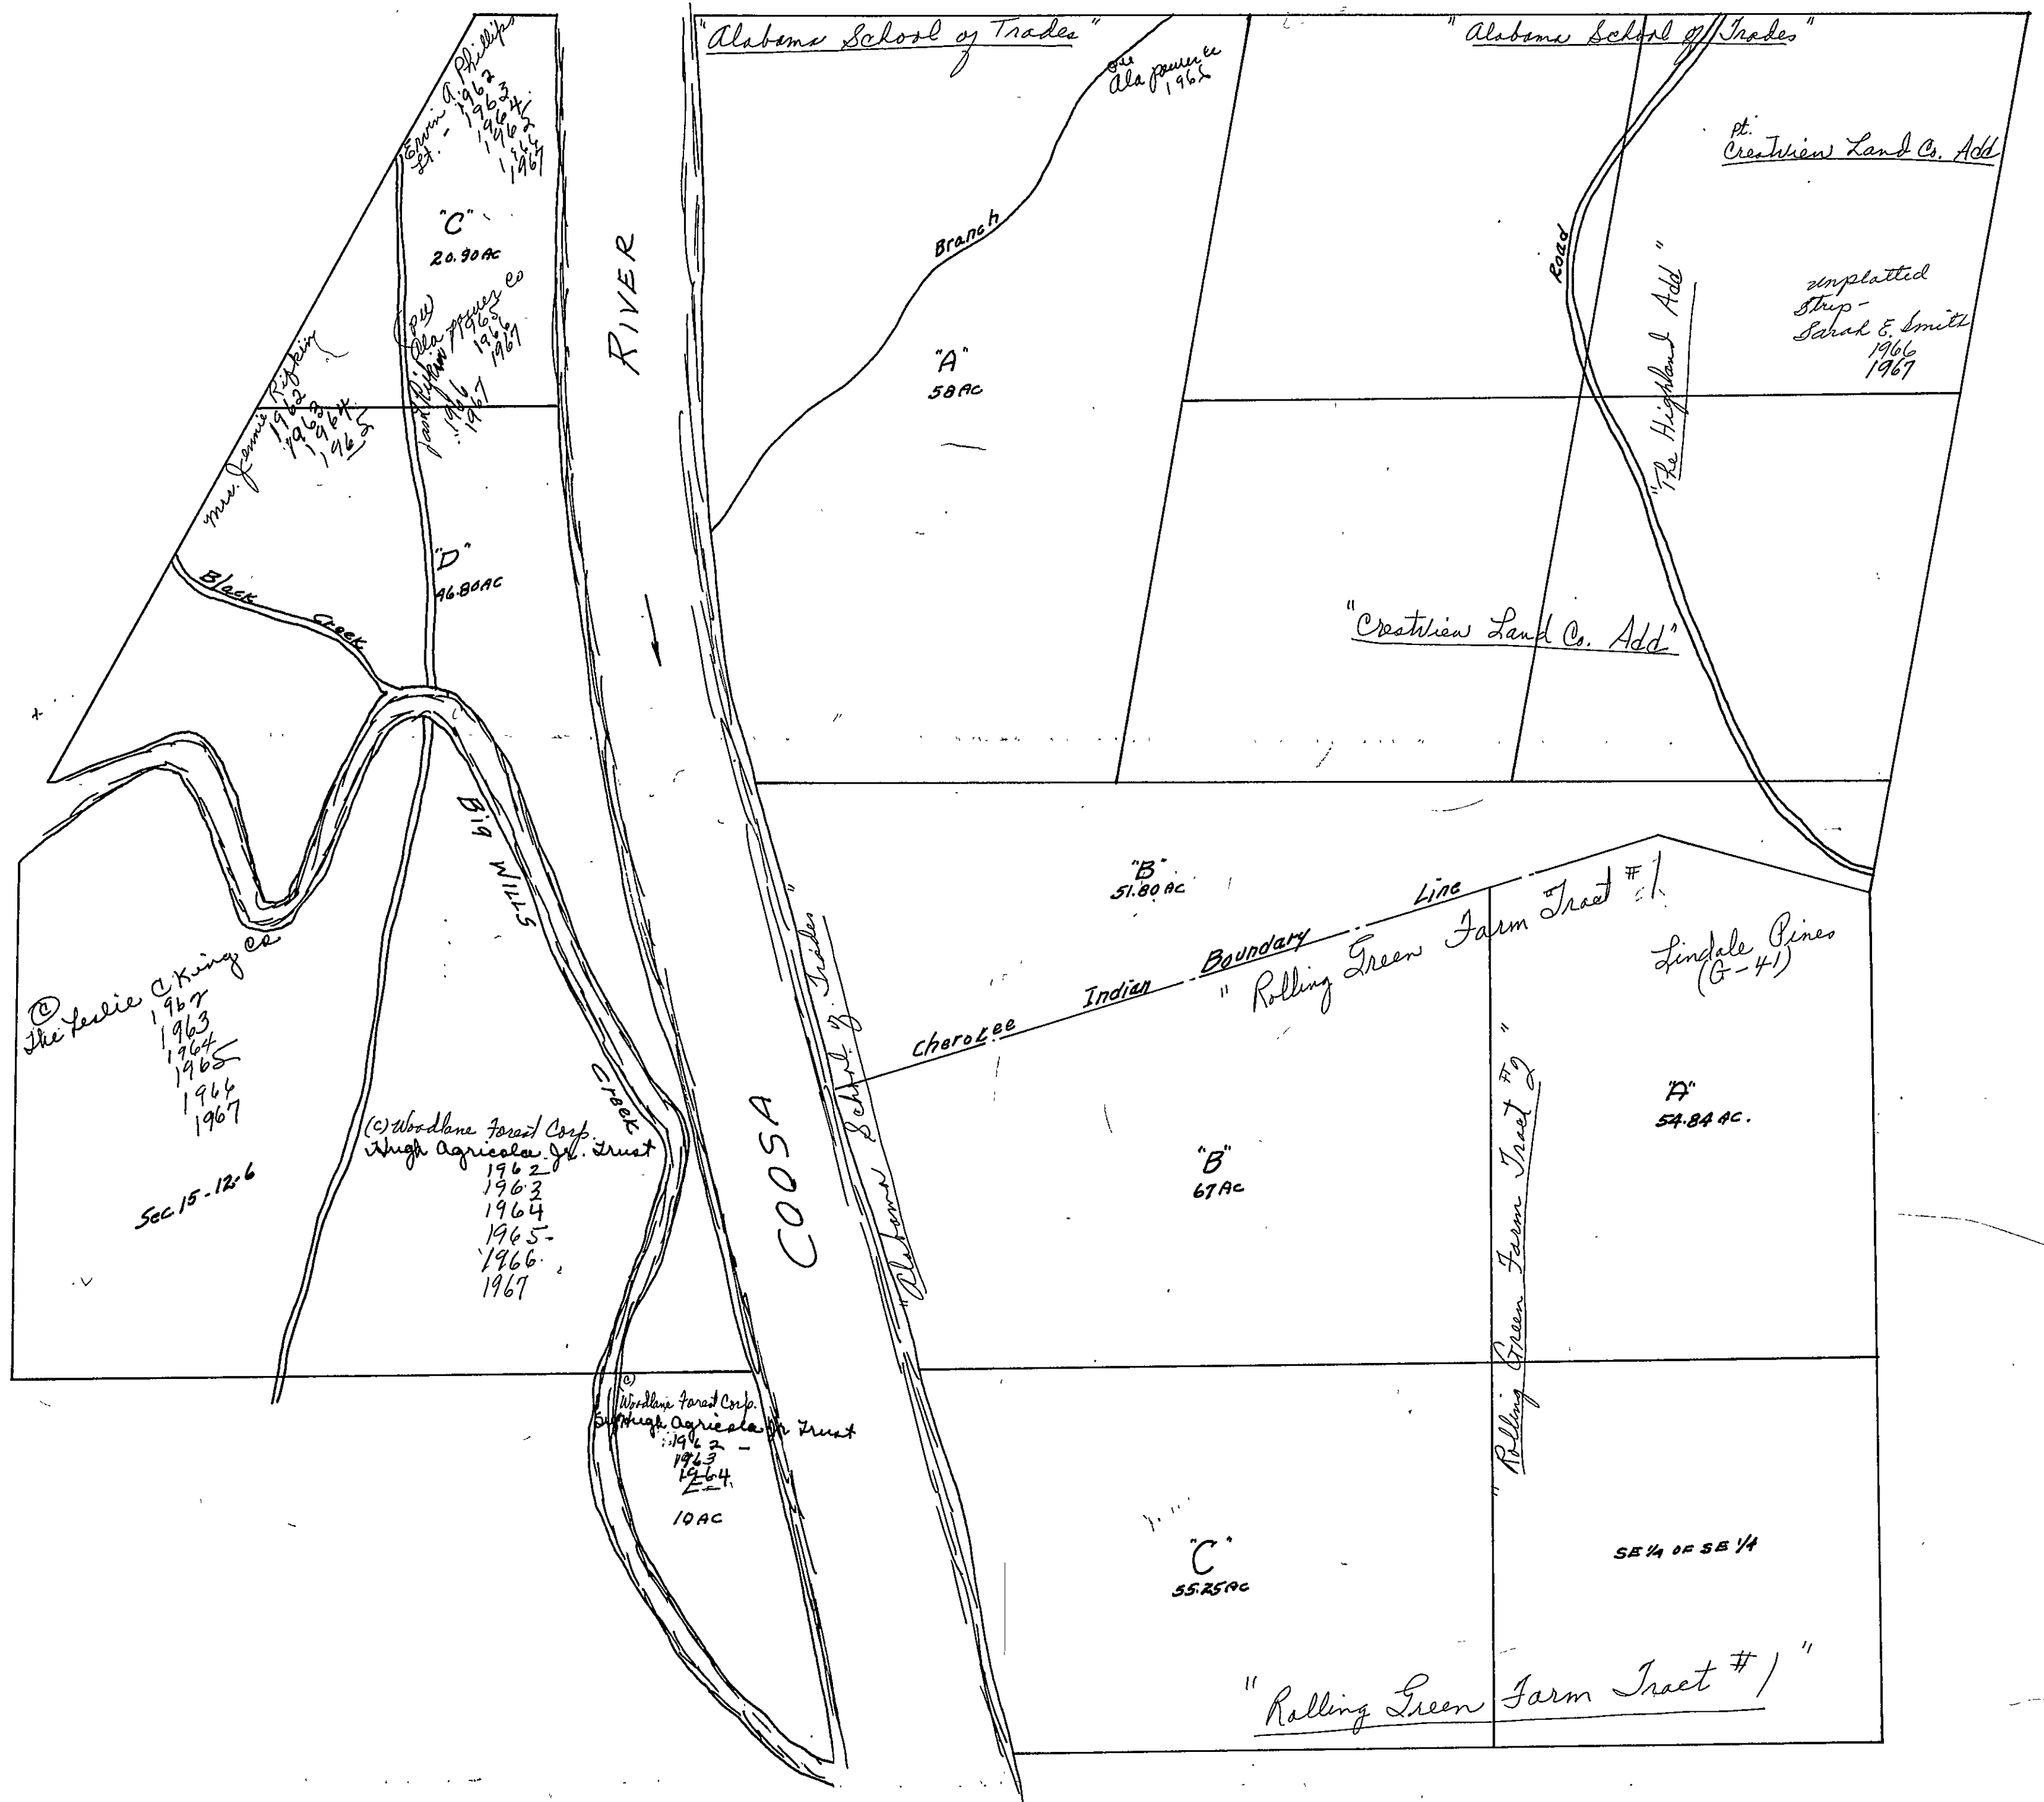 "Alabama School of Trades"
"Alabama School of Trades"
Ervin A. Phillips
Lt. -
1962
1963
1964
1965
1966
1967
Ala power co
1966
pt.
Crestview Land Co. Add
"C"
20.90 AC
RIVER
Branch
Road
"The Highland Add"
unplatted
Strip -
Sarah E. Smith
1966
1967
Ala power Co
1965
1966
1967
Rifkin
1966
1967
Mrs. Jennie Rifkin
1962
1963
1964
1965
"A"
58 AC
"D"
46.80 AC
Black Creek
"Crestview Land Co. Add"
Big WILLS Creek
"B"
51.80 AC
Cherokee Indian Boundary Line
"Rolling Green Farm Tract #1
Lindale Pines
(G-41)
(C)
The Leslie C King Co
1962
1963
1964
1965
1966
1967
Sec 15-12-6
(C) Woodlane Forest Corp.
Hugh Agricola Jr. Trust
1962
1963
1964
1965
1966
1967
COOSA
"Alabama School of Trades"
"B"
67 AC
"Rolling Green Farm Tract #2"
"A"
54.84 AC.
(C)
Woodlane Forest Corp.
Hugh Agricola Jr Trust
1962 -
1963
1964
10 AC
"C"
55.25 AC
SE 1/4 OF SE 1/4
"Rolling Green Farm Tract #1"